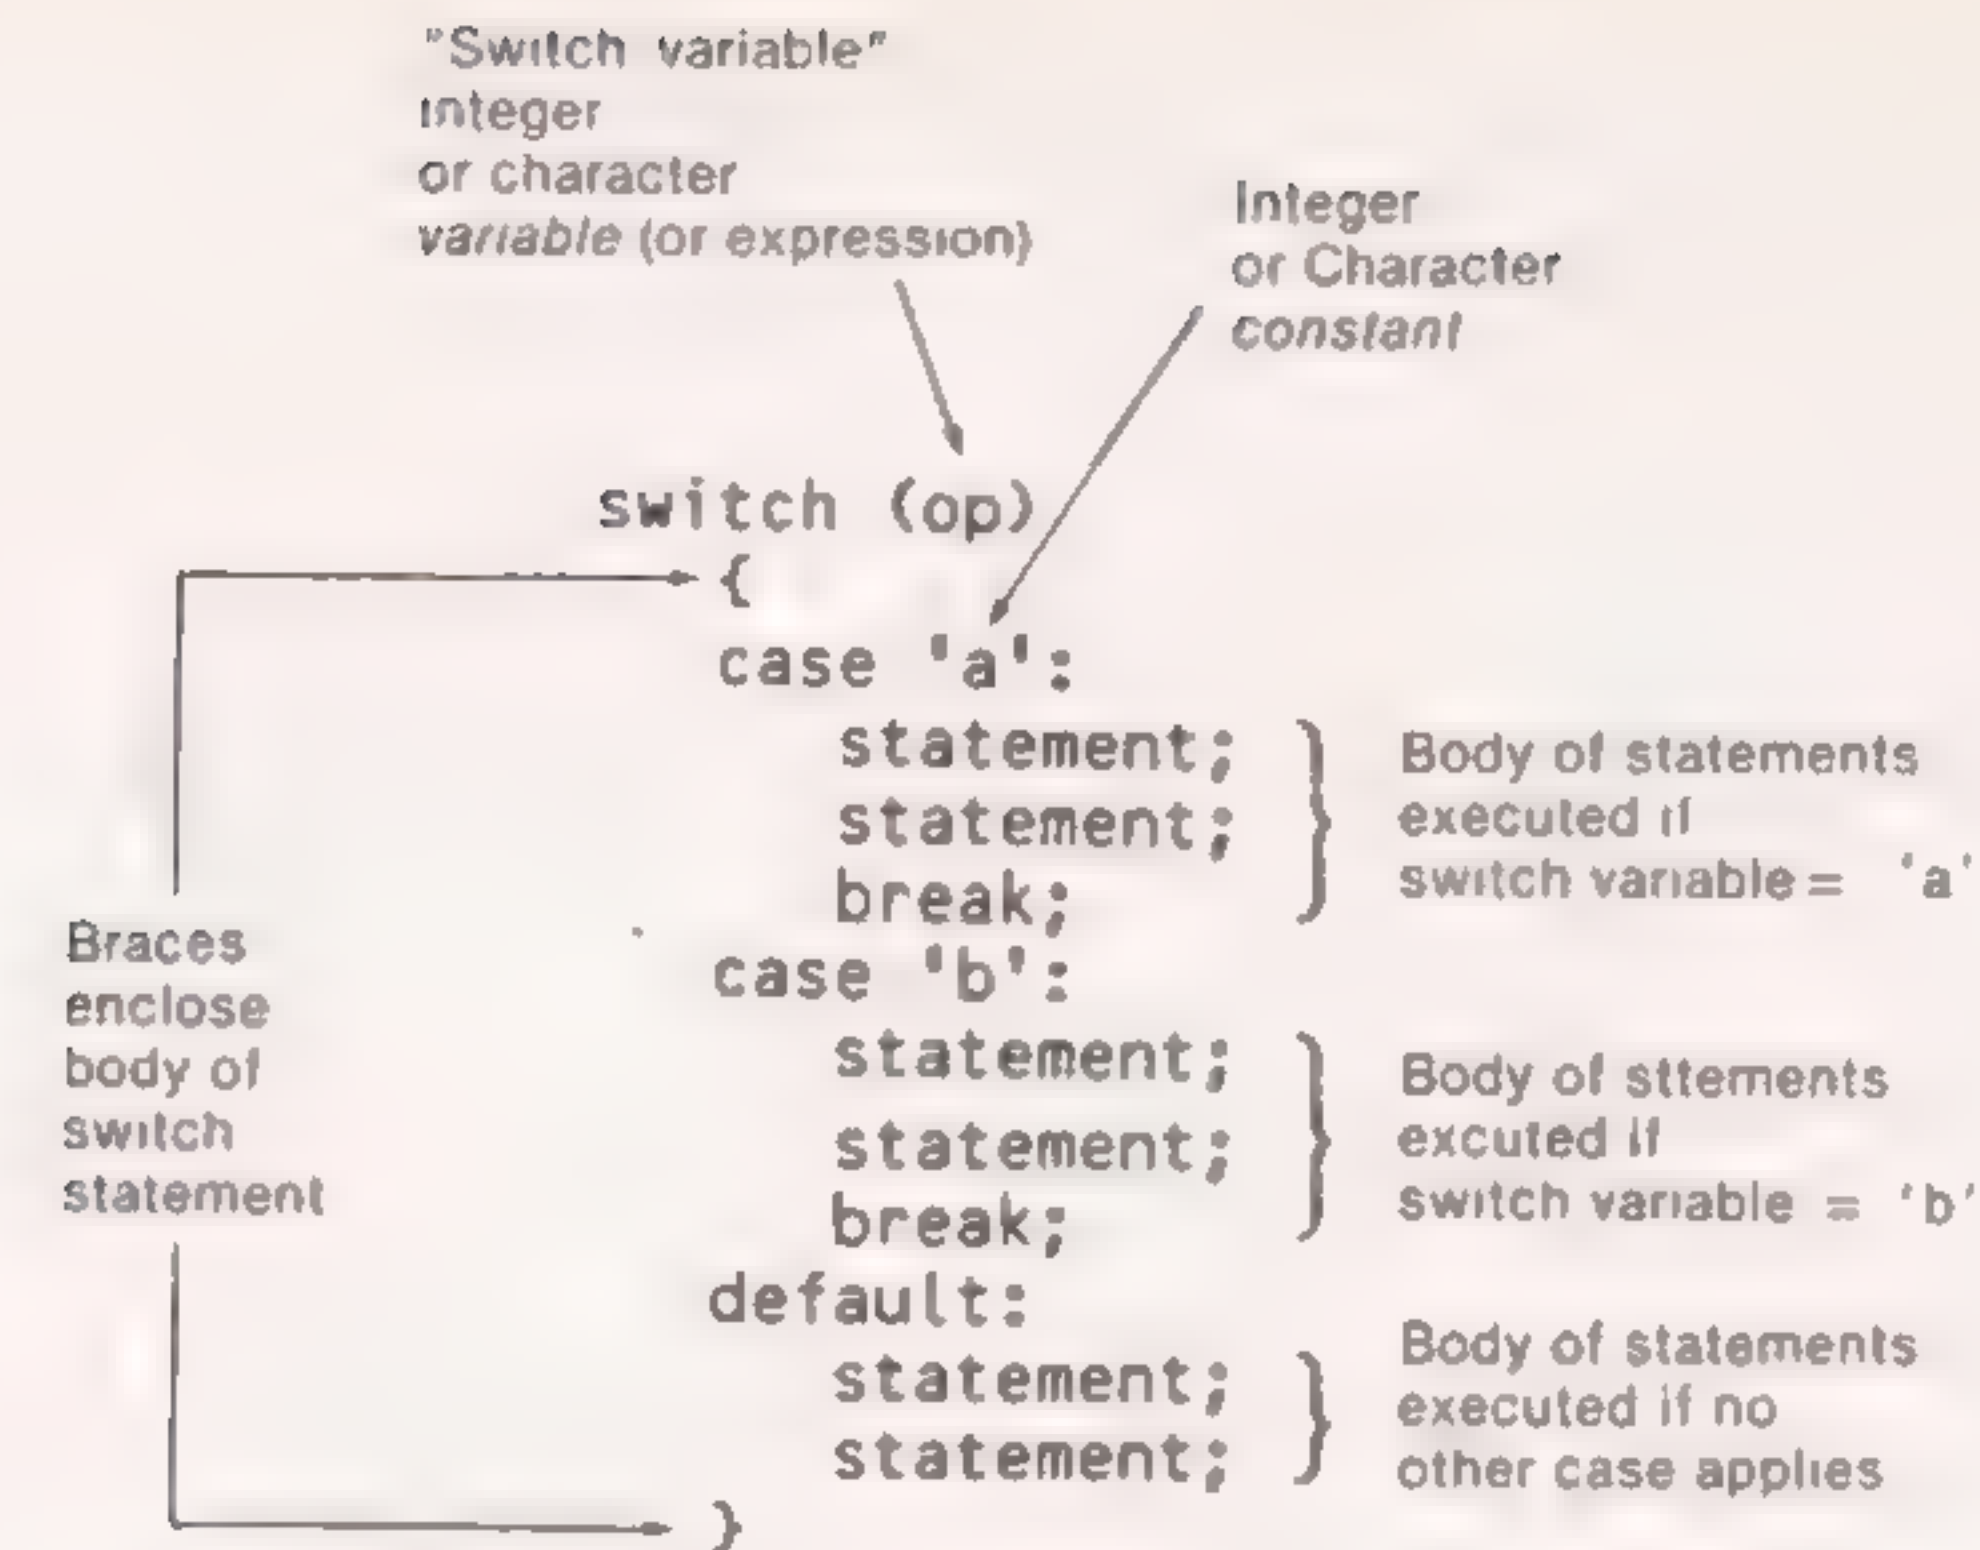 "Switch variable"
integer
or character
variable (or expression)
Integer
or Character
constant
switch (op)
{
case 'a':
statement;
statement;
break;
Body of statements
executed if
switch variable = 'a'
Braces
enclose
body of
switch
statement
case 'b':
statement;
statement;
break;
Body of sttements
excuted if
switch variable = 'b'
default:
statement;
statement;
Body of statements
executed if no
other case applies
}